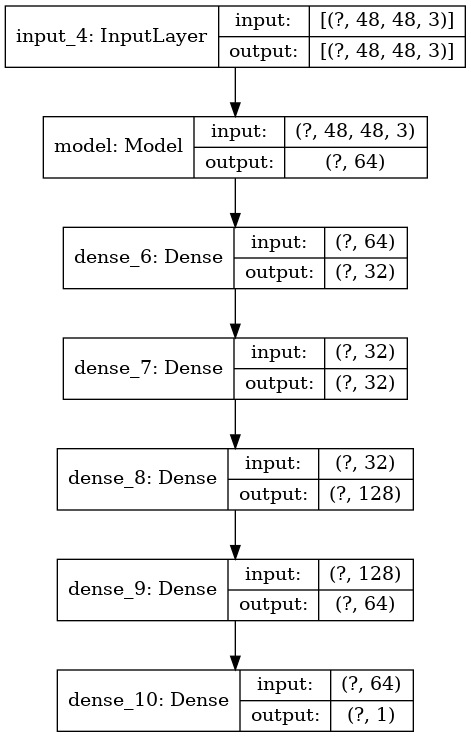 input_4: InputLayer
input: [(?, 48, 48, 3)]
output: [(?, 48, 48, 3)]
model: Model
input: (?, 48, 48, 3)
output: (?, 64)
dense_6: Dense
input: (?, 64)
output: (?, 32)
dense_7: Dense
input: (?, 32)
output: (?, 32)
dense_8: Dense
input: (?, 32)
output: (?, 128)
dense_9: Dense
input: (?, 128)
output: (?, 64)
dense_10: Dense
input: (?, 64)
output: (?, 1)